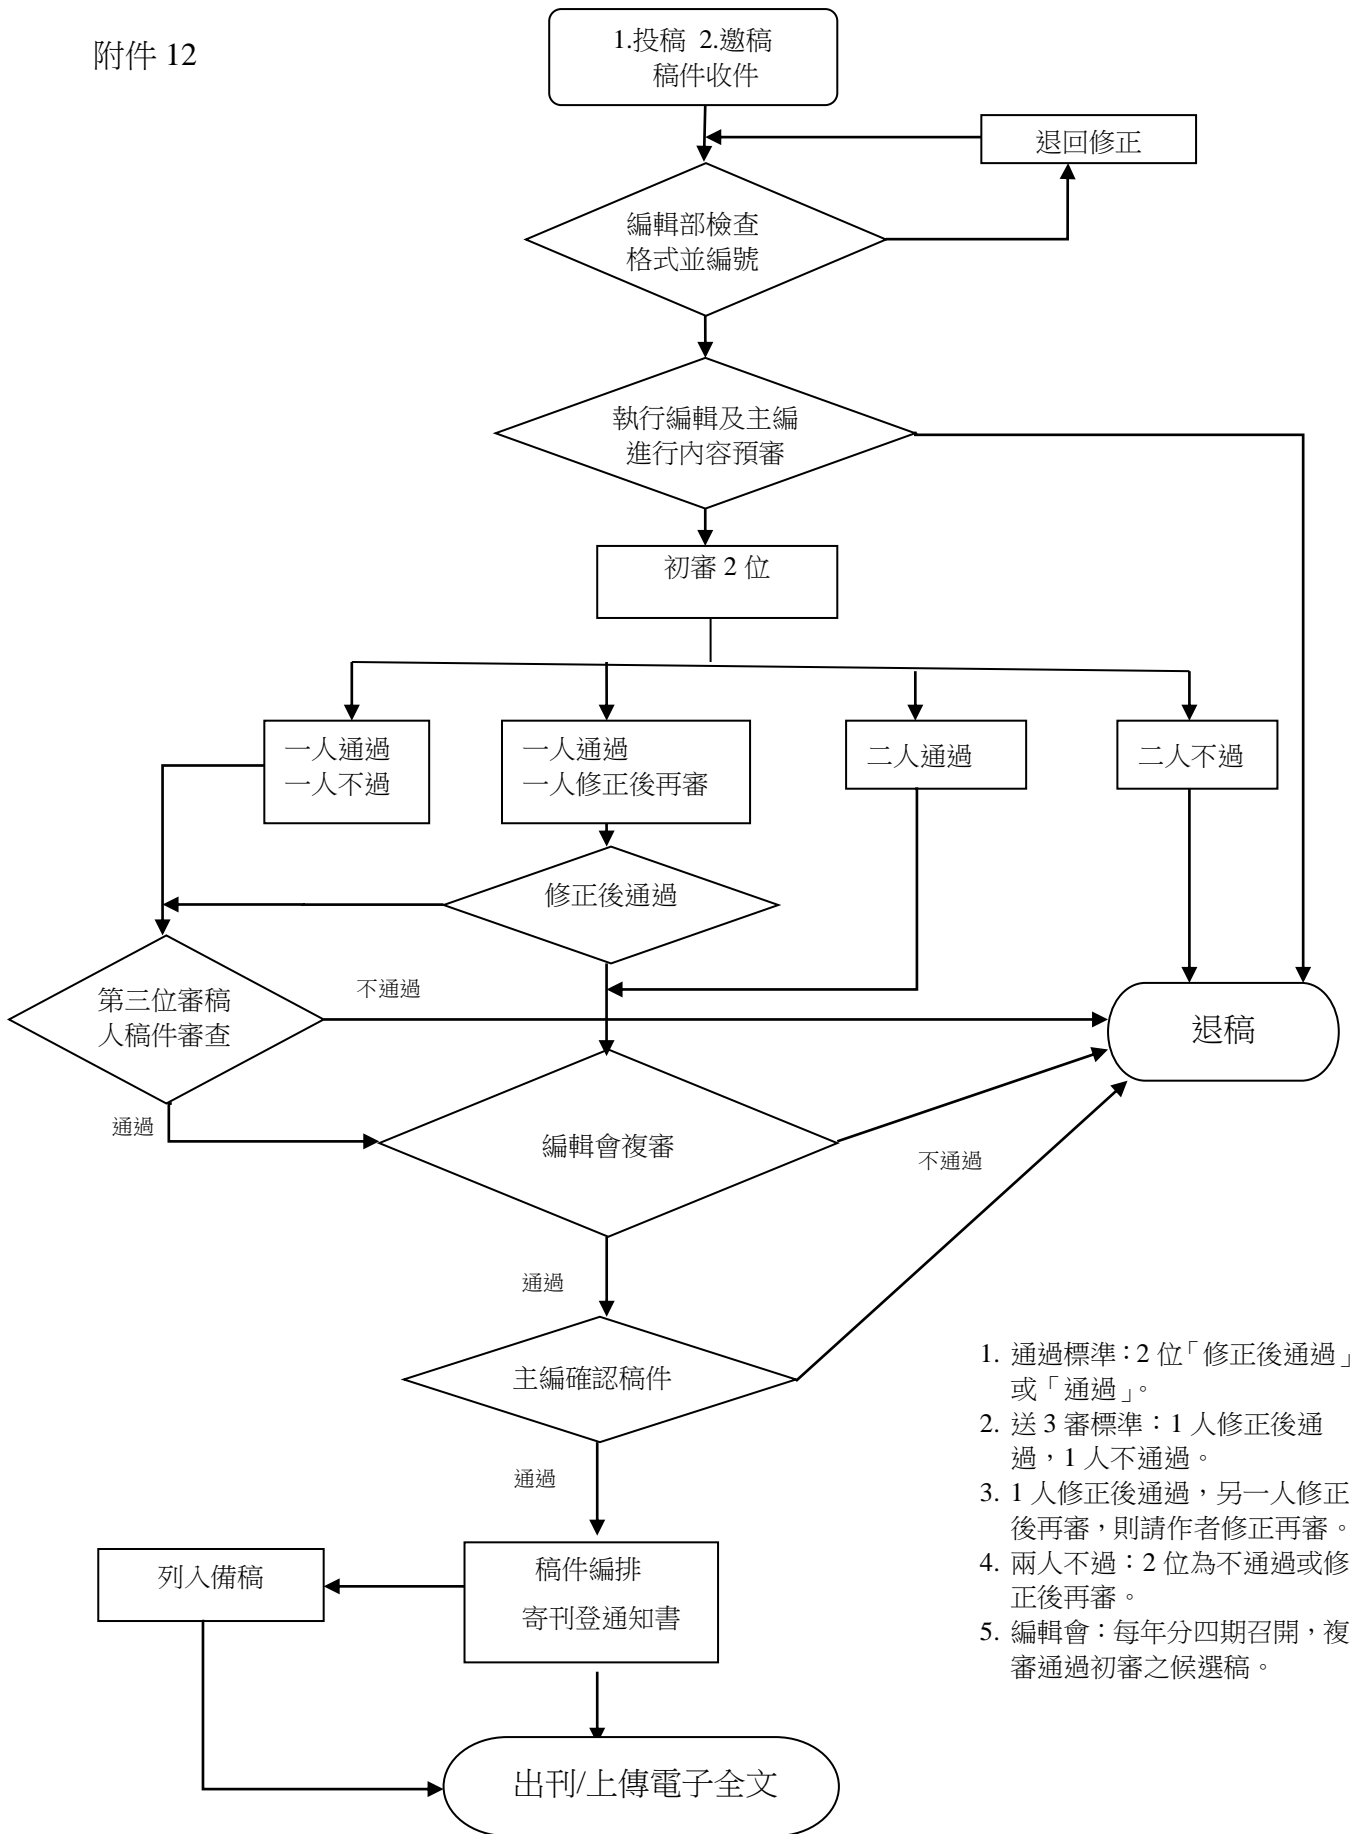 附件 12
1.投稿 2.邀稿
稿件收件
退回修正
編輯部檢查
格式並編號
執行編輯及主編
進行內容預審
初審 2 位
一人通過
一人不過
一人通過
一人修正後再審
二人通過
二人不過
修正後通過
第三位審稿
人稿件審查
不通過
退稿
通過
編輯會複審
不通過
通過
主編確認稿件
通過
列入備稿
稿件編排
寄刊登通知書
出刊/上傳電子全文
1. 通過標準：2 位「修正後通過」
或「通過」。
2. 送 3 審標準：1 人修正後通
過，1 人不通過。
3. 1 人修正後通過，另一人修正
後再審，則請作者修正再審。
4. 兩人不過：2 位為不通過或修
正後再審。
5. 編輯會：每年分四期召開，複
審通過初審之候選稿。